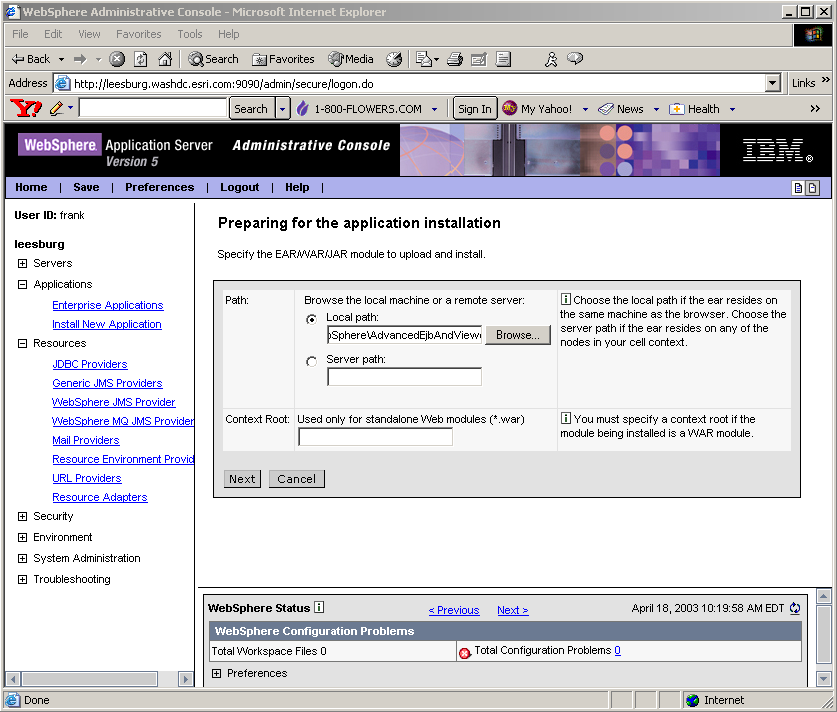 WebSphere Administrative Console - Microsoft Internet Explorer
File Edit View Favorites Tools Help
Back Search Favorites Media
Address http://leesburg.washdc.esri.com:9090/admin/secure/logon.do Links »
Y! Search 1-800-FLOWERS.COM Sign In My Yahoo! News Health »
WebSphere Application Server Administrative Console IBM®
Version 5
Home | Save | Preferences | Logout | Help |
User ID: frank
leesburg
Servers
Applications
Enterprise Applications
Install New Application
Resources
JDBC Providers
Generic JMS Providers
WebSphere JMS Provider
WebSphere MQ JMS Provider
Mail Providers
Resource Environment Provid
URL Providers
Resource Adapters
Security
Environment
System Administration
Troubleshooting
Preparing for the application installation
Specify the EAR/WAR/JAR module to upload and install.
Path:
Browse the local machine or a remote server:
Local path:
Sphere\AdvancedEjbAndView Browse...
Server path:
i Choose the local path if the ear resides on
the same machine as the browser. Choose the
server path if the ear resides on any of the
nodes in your cell context.
Context Root:
Used only for standalone Web modules (*.war)
i You must specify a context root if the
module being installed is a WAR module.
Next Cancel
WebSphere Status i < Previous Next > April 18, 2003 10:19:58 AM EDT
WebSphere Configuration Problems
Total Workspace Files 0 Total Configuration Problems 0
Preferences
Done Internet